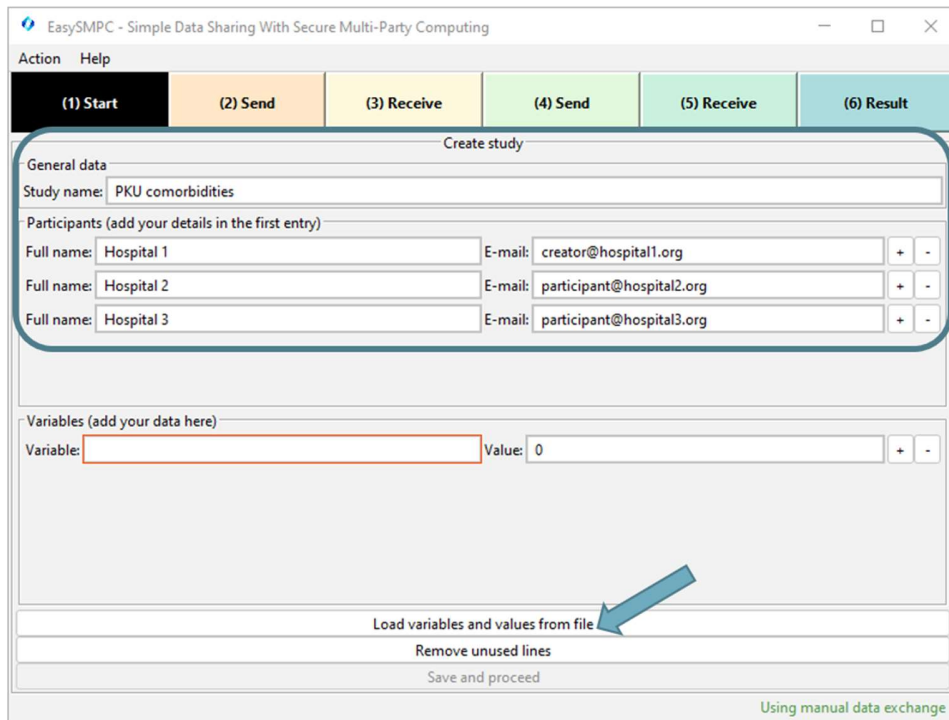 EasySMPC - Simple Data Sharing With Secure Multi-Party Computing
Action Help
(1) Start (2) Send (3) Receive (4) Send (5) Receive (6) Result
Create study
General data
Study name: PKU comorbidities
Participants (add your details in the first entry)
Full name: Hospital 1 E-mail: creator@hospital1.org + -
Full name: Hospital 2 E-mail: participant@hospital2.org + -
Full name: Hospital 3 E-mail: participant@hospital3.org + -
Variables (add your data here)
Variable: Value: 0 + -
Load variables and values from file
Remove unused lines
Save and proceed
Using manual data exchange